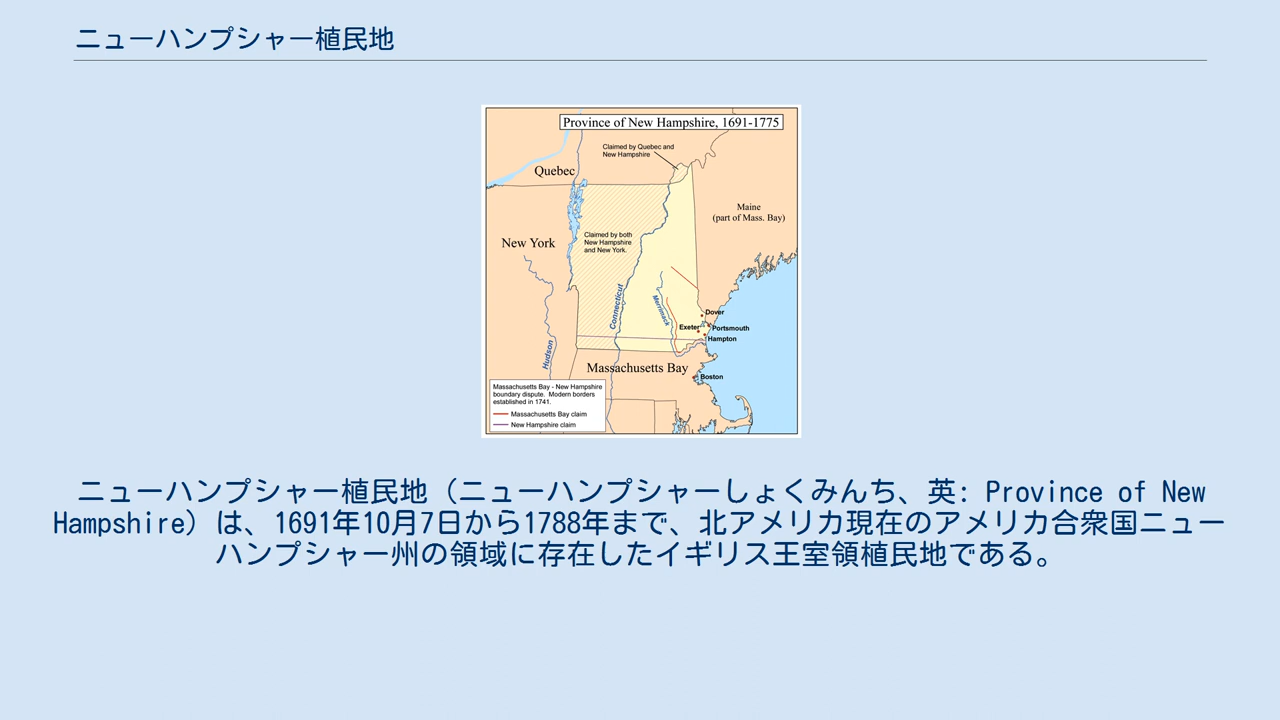 ニューハンプシャー植民地
Province of New Hampshire, 1691-1775
Claimed by Quebec and
New Hampshire
Quebec
Maine
(part of Mass. Bay)
Claimed by both
New Hampshire
and New York.
New York
Connecticut
Merrimack
Hudson
Dover
Exeter
Portsmouth
Hampton
Massachusetts Bay
Boston
Massachusetts Bay - New Hampshire
boundary dispute. Modern borders
established in 1741.
Massachusetts Bay claim
New Hampshire claim
ニューハンプシャー植民地（ニューハンプシャーしょくみんち、英: Province of New
Hampshire）は、1691年10月7日から1788年まで、北アメリカ現在のアメリカ合衆国ニュー
ハンプシャー州の領域に存在したイギリス王室領植民地である。